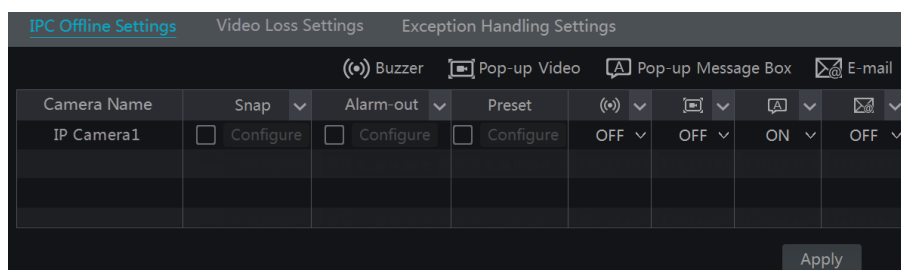 IPC Offline Settings Video Loss Settings Exception Handling Settings
Buzzer Pop-up Video A Pop-up Message Box E-mail
Camera Name Snap Alarm-out Preset A
IP Camera1 Configure Configure Configure OFF OFF ON OFF
Apply